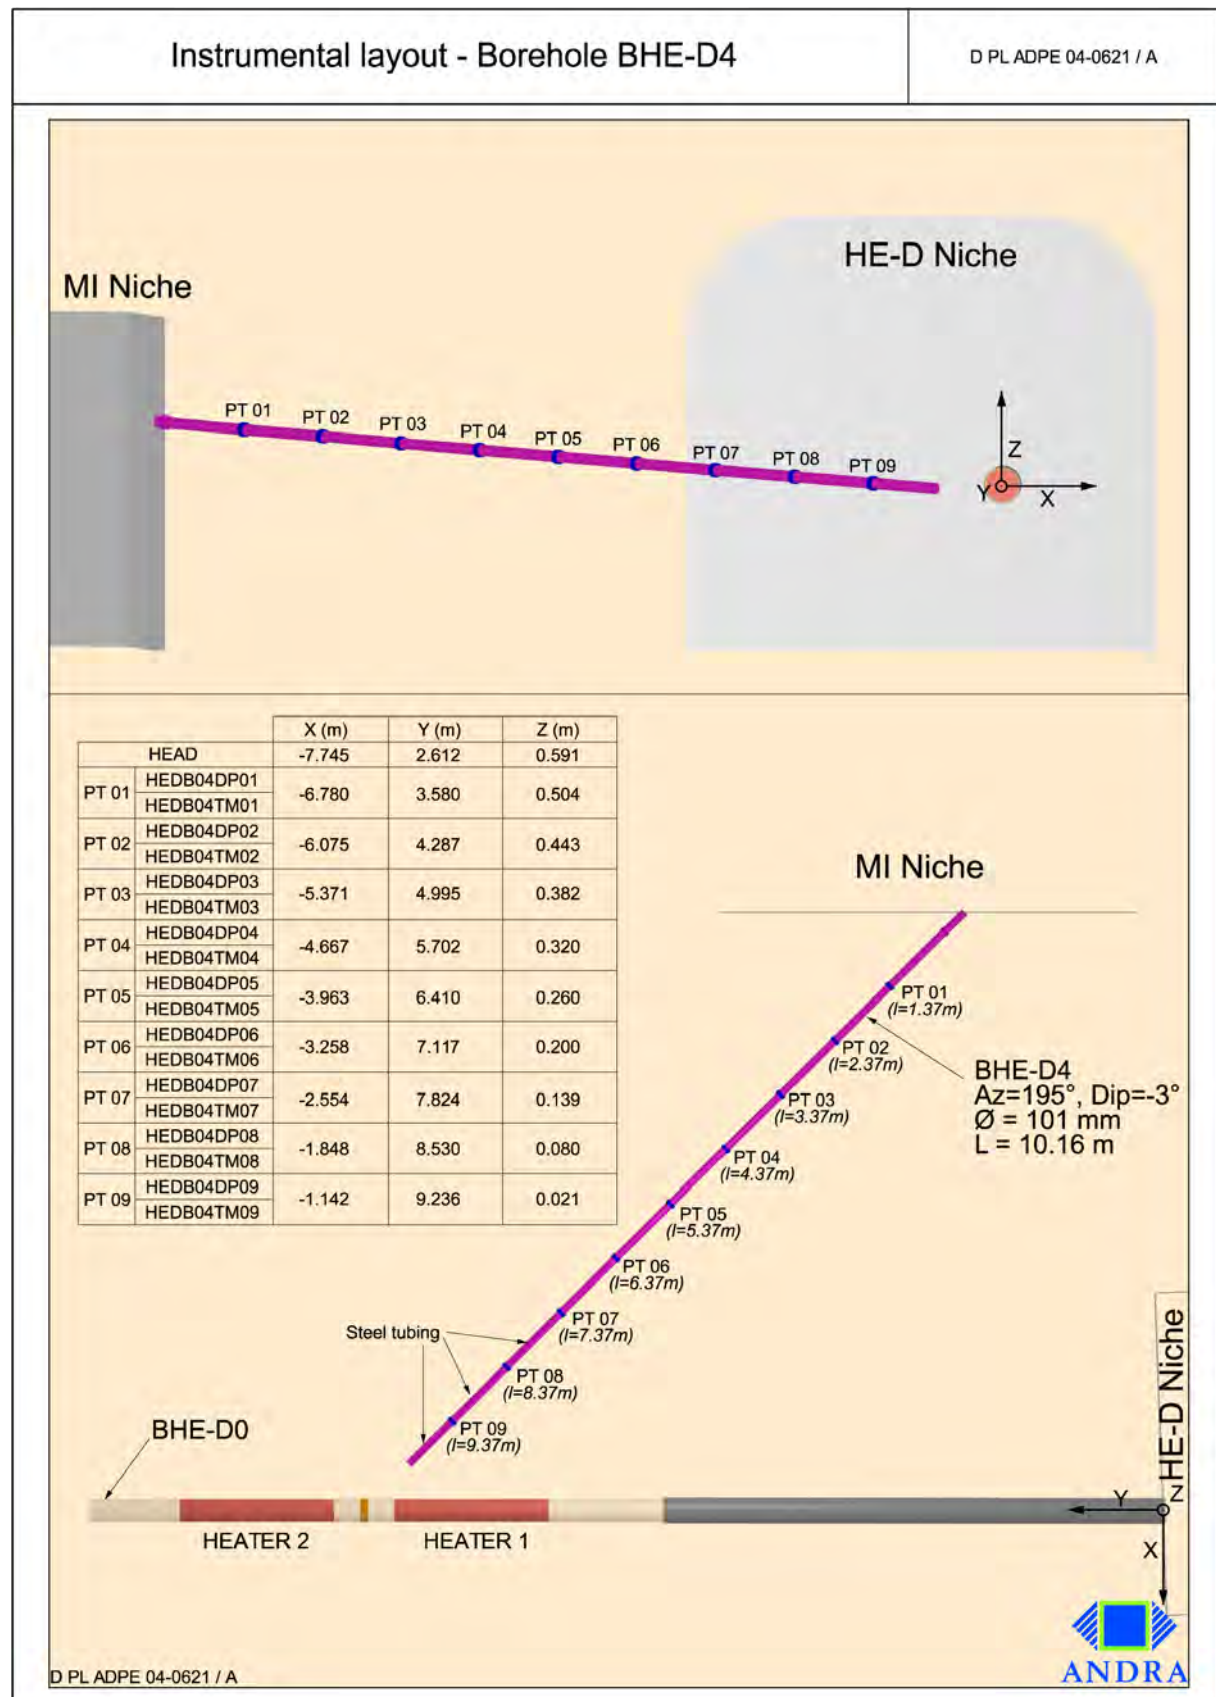 Instrumental layout - Borehole BHE-D4
D PL ADPE 04-0621 / A
HE-D Niche
MI Niche
PT 01
PT 02
PT 03
PT 04
PT 05
PT 06
PT 07
PT 08
PT 09
Z
Y
X
X (m) Y (m) Z (m)
HEAD -7.745 2.612 0.591
PT 01 HEDB04DP01 -6.780 3.580 0.504
HEDB04TM01
PT 02 HEDB04DP02 -6.075 4.287 0.443
HEDB04TM02
PT 03 HEDB04DP03 -5.371 4.995 0.382
HEDB04TM03
PT 04 HEDB04DP04 -4.667 5.702 0.320
HEDB04TM04
PT 05 HEDB04DP05 -3.963 6.410 0.260
HEDB04TM05
PT 06 HEDB04DP06 -3.258 7.117 0.200
HEDB04TM06
PT 07 HEDB04DP07 -2.554 7.824 0.139
HEDB04TM07
PT 08 HEDB04DP08 -1.848 8.530 0.080
HEDB04TM08
PT 09 HEDB04DP09 -1.142 9.236 0.021
HEDB04TM09
MI Niche
PT 01
(l=1.37m)
PT 02
(l=2.37m)
BHE-D4
Az=195°, Dip=-3°
Ø = 101 mm
L = 10.16 m
PT 03
(l=3.37m)
PT 04
(l=4.37m)
PT 05
(l=5.37m)
PT 06
(l=6.37m)
PT 07
(l=7.37m)
Steel tubing
PT 08
(l=8.37m)
PT 09
(l=9.37m)
BHE-D0
HE-D Niche
HEATER 2
HEATER 1
Y
Z
X
ANDRA
D PL ADPE 04-0621 / A